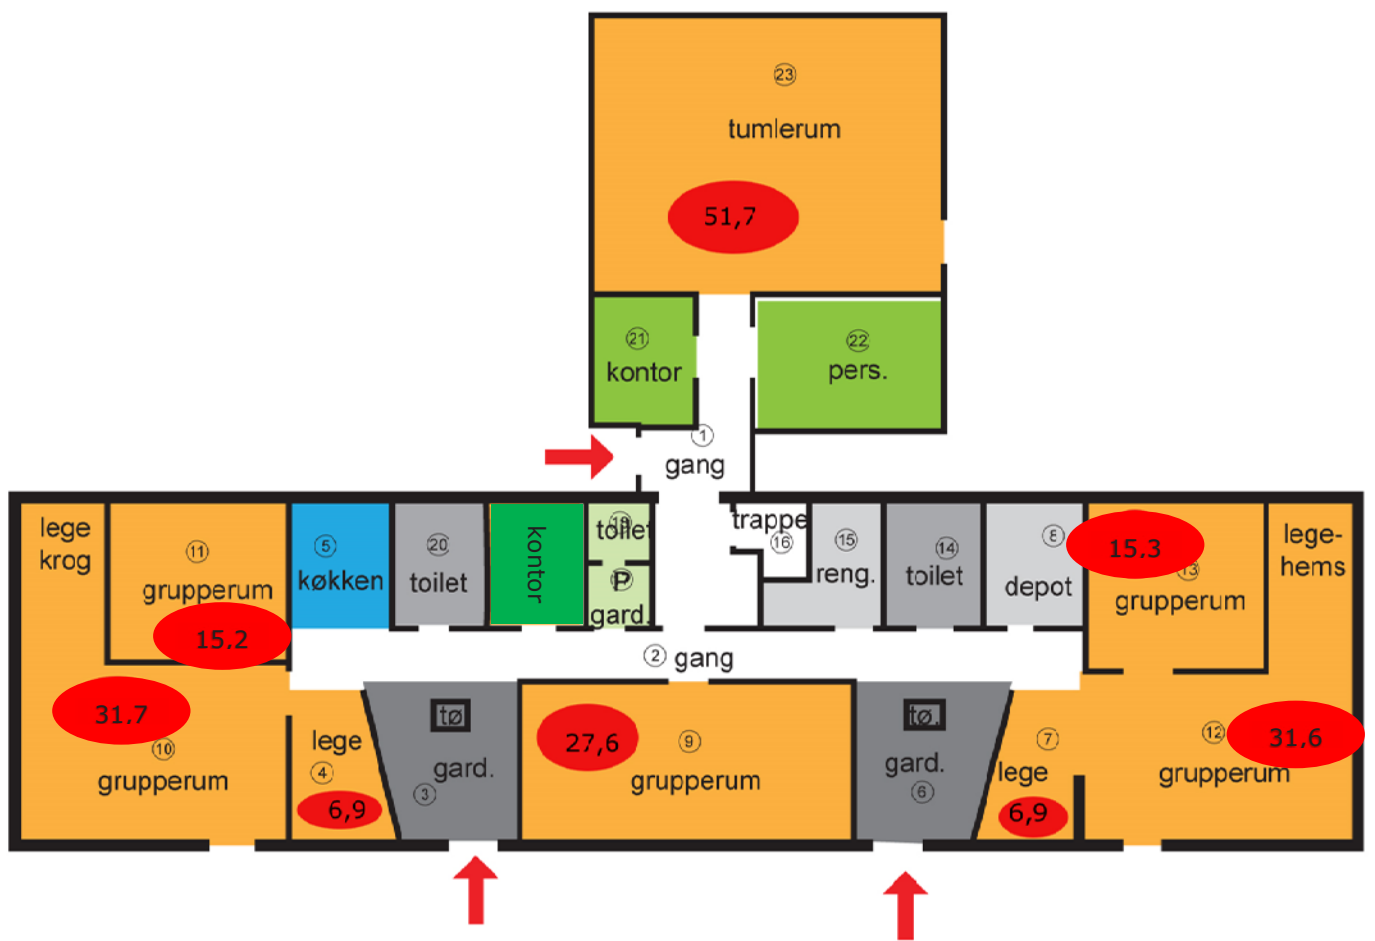 23
tumlerum
51,7
21
kontor
22
pers.
1
gang
lege
krog
11
grupperum
15,2
5
køkken
20
toilet
kontor
toilet
P
gard.
trappe
16
15
reng.
14
toilet
8
depot
15,3
13
grupperum
lege-
hems
2 gang
31,7
10
grupperum
lege
4
6,9
tø
gard.
3
27,6
9
grupperum
tø.
gard.
6
7
lege
6,9
12
31,6
grupperum